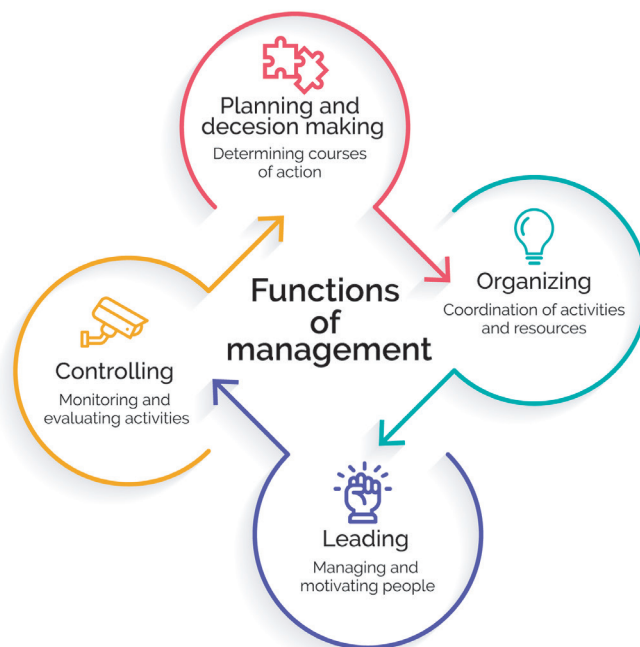 Planning and
decesion making
Determining courses
of action
Organizing
Coordination of activities
and resources
Functions
of
management
Controlling
Monitoring and
evaluating activities
Leading
Managing and
motivating people